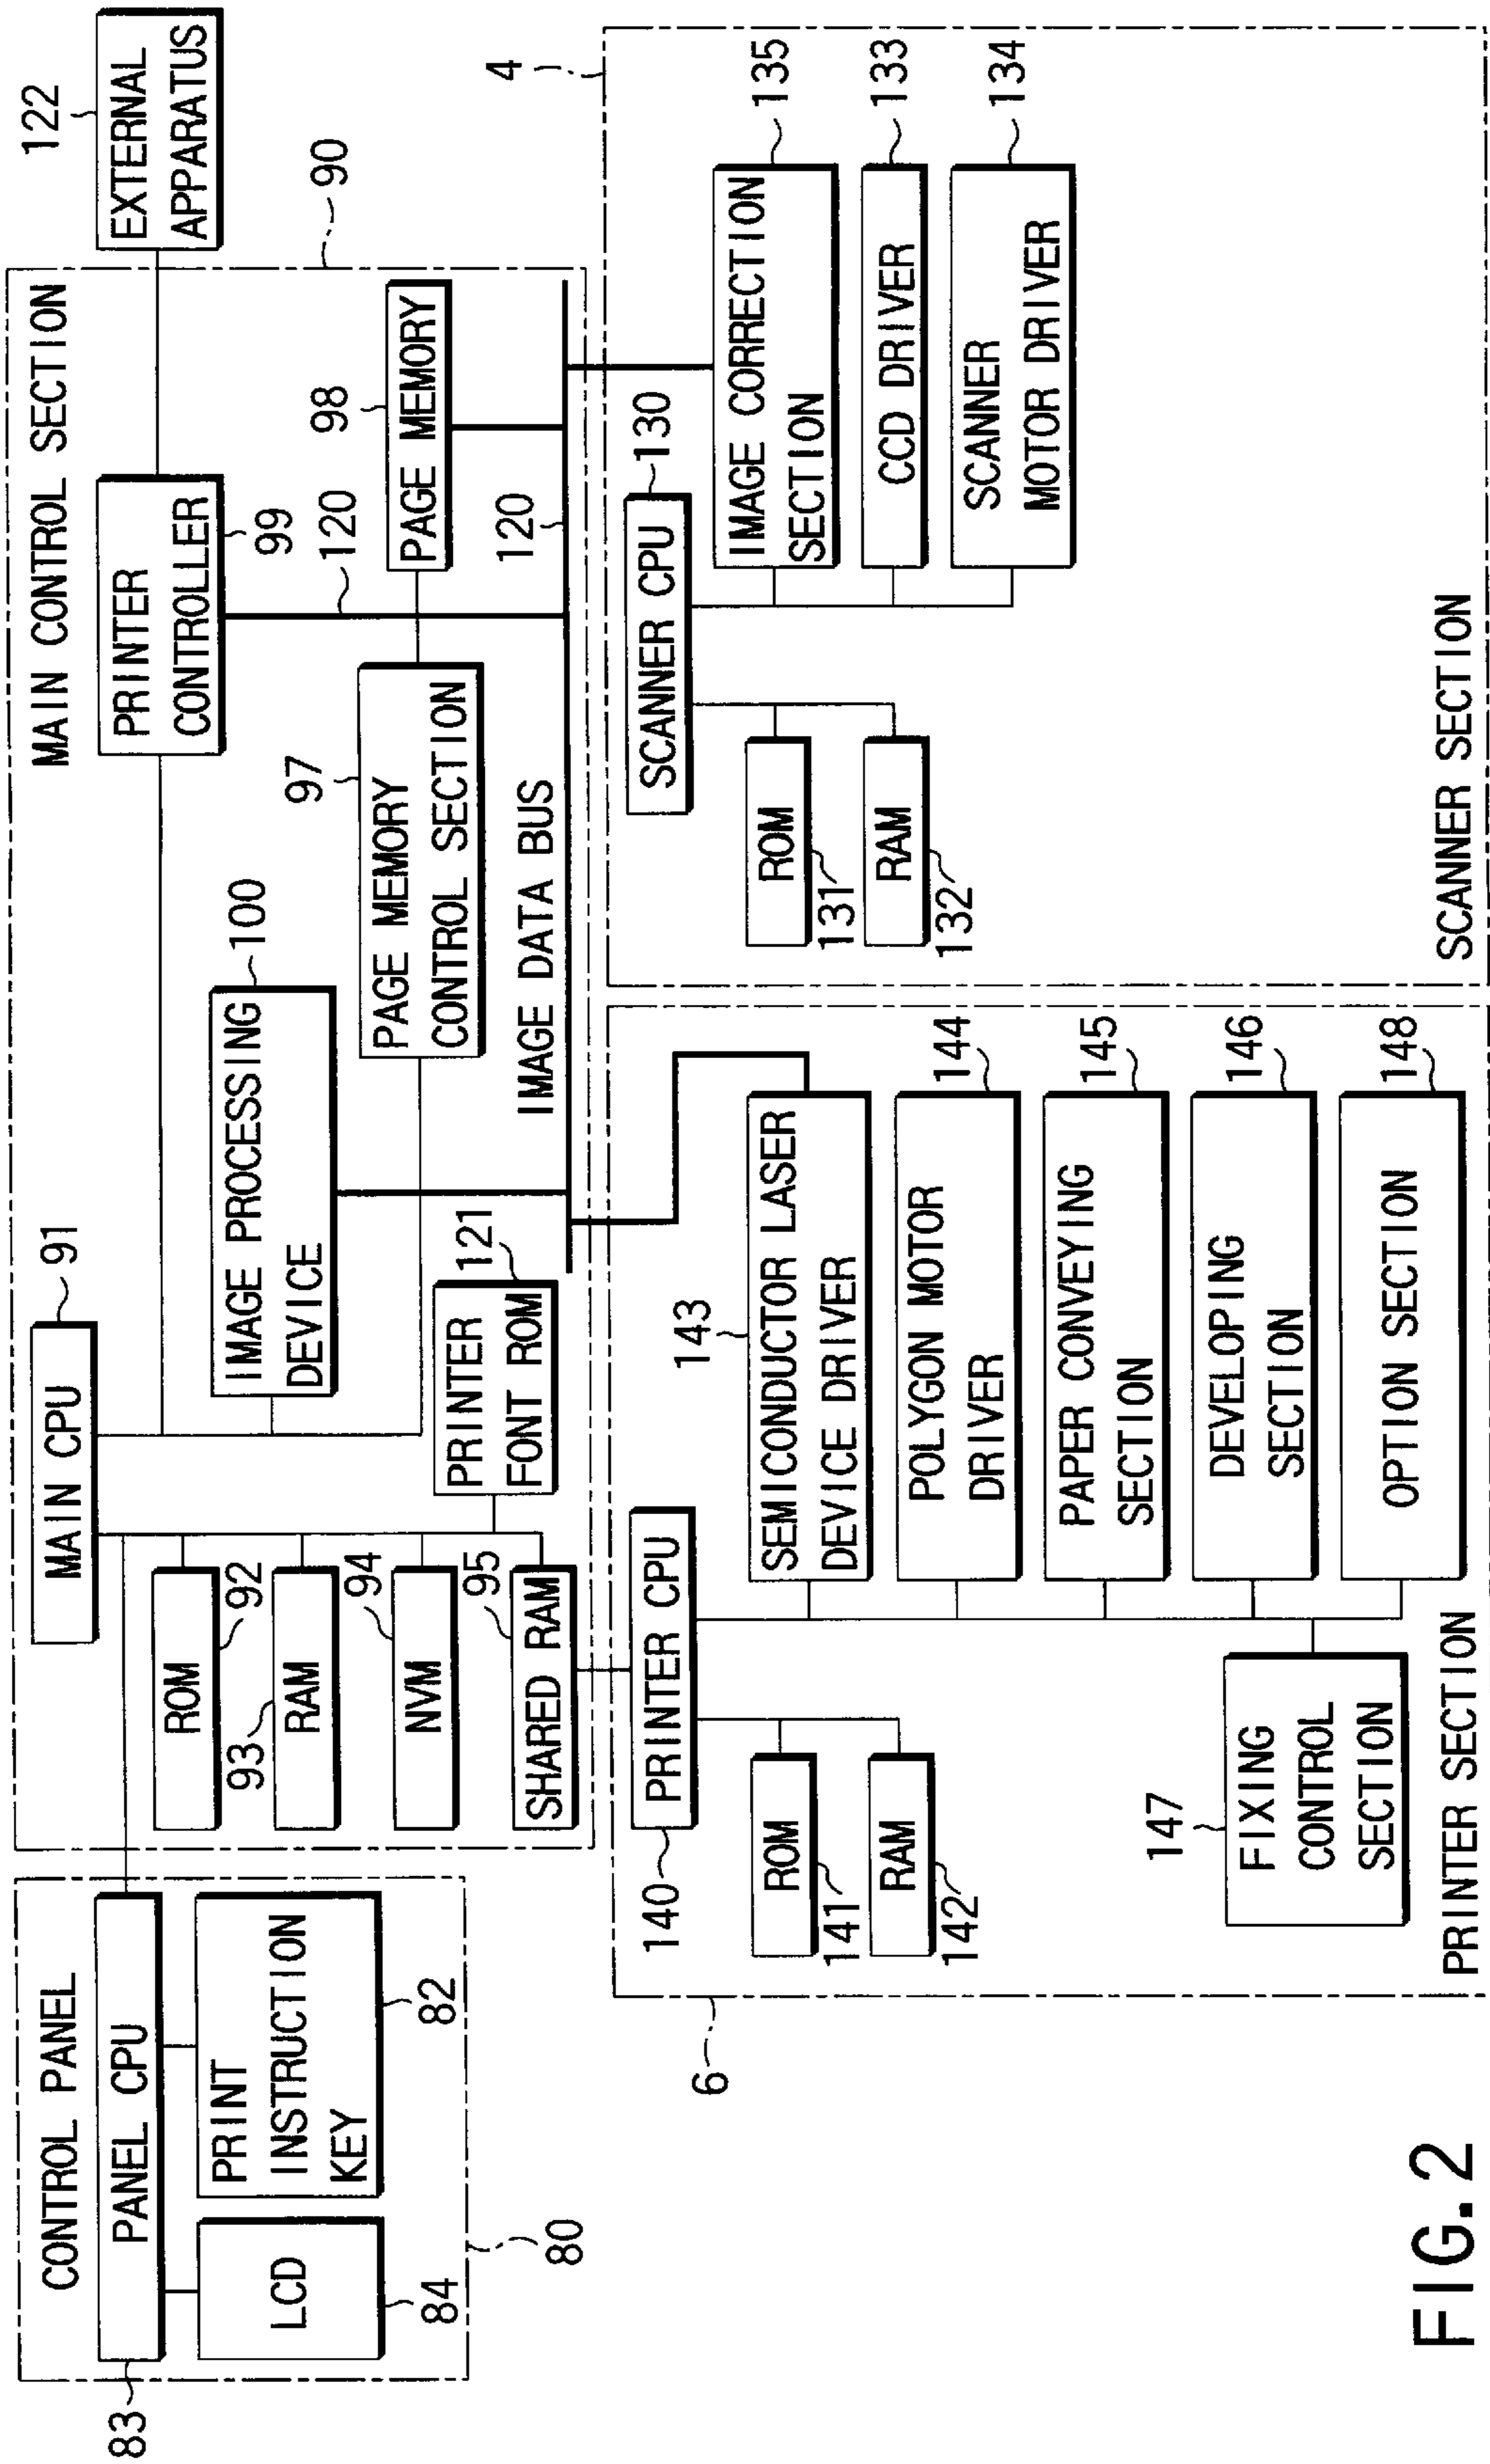 CONTROL PANEL
83
PANEL CPU
LCD
84
PRINT
INSTRUCTION
KEY
82
80
MAIN CONTROL SECTION
90
MAIN CPU
91
ROM
92
RAM
93
NVM
94
SHARED RAM
95
PRINTER
FONT ROM
121
IMAGE PROCESSING
DEVICE
100
PAGE MEMORY
CONTROL SECTION
97
PRINTER
CONTROLLER
99
120
PAGE MEMORY
98
IMAGE DATA BUS
120
EXTERNAL
APPARATUS
122
6
PRINTER CPU
140
ROM
141
RAM
142
SEMICONDUCTOR LASER
DEVICE DRIVER
143
POLYGON MOTOR
DRIVER
144
PAPER CONVEYING
SECTION
145
DEVELOPING
SECTION
146
FIXING
CONTROL
SECTION
147
OPTION SECTION
148
PRINTER SECTION
4
SCANNER CPU
130
ROM
131
RAM
132
IMAGE CORRECTION
SECTION
135
CCD DRIVER
133
SCANNER
MOTOR DRIVER
134
SCANNER SECTION
FIG.2